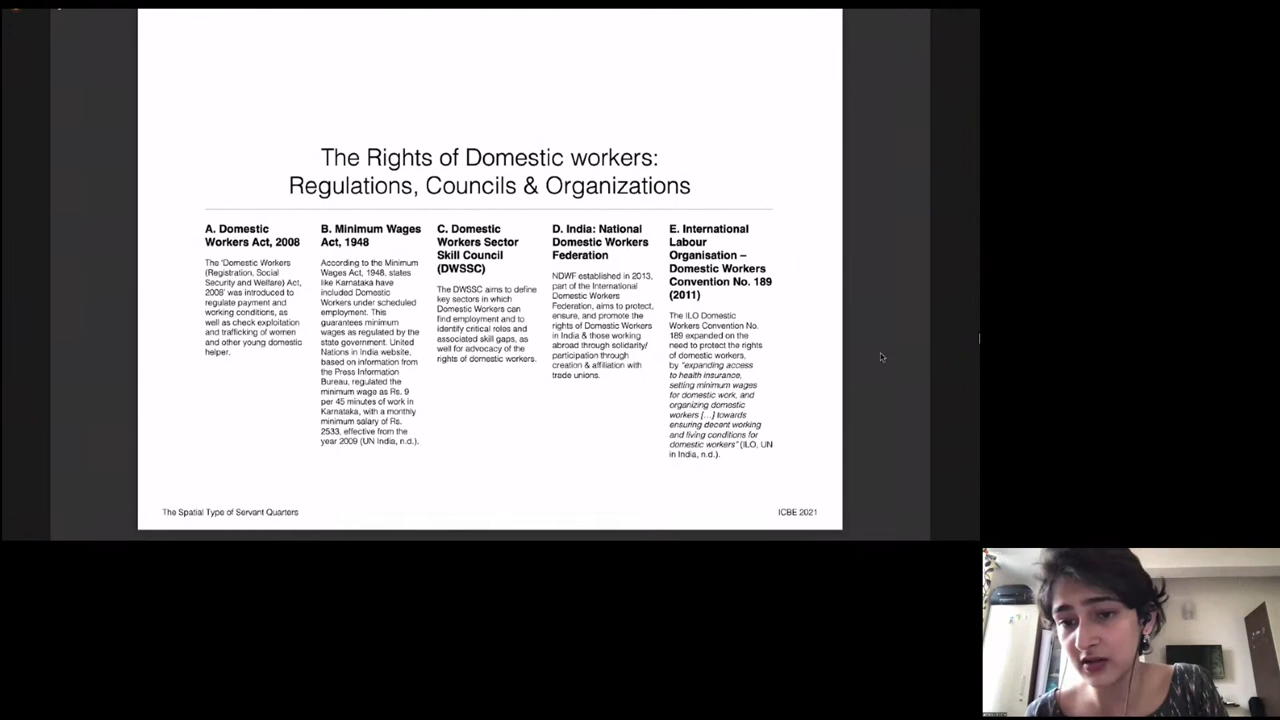 The Rights of Domestic workers:
Regulations, Councils & Organizations
A. Domestic
Workers Act, 2008
The 'Domestic Workers
(Registration, Social
Security and Welfare) Act,
2008' was introduced to
regulate payment and
working conditions, as
well as check exploitation
and trafficking of women
and other young domestic
helper.
B. Minimum Wages
Act, 1948
According to the Minimum
Wages Act, 1948, states
like Karnataka have
included Domestic
Workers under scheduled
employment. This
guarantees minimum
wages as regulated by the
state government. United
Nations in India website,
based on information from
the Press Information
Bureau, regulated the
minimum wage as Rs. 9
per 45 minutes of work in
Karnataka, with a monthly
minimum salary of Rs.
2533, effective from the
year 2009 (UN India, n.d.).
C. Domestic
Workers Sector
Skill Council
(DWSSC)
The DWSSC aims to define
key sectors in which
Domestic Workers can
find employment and to
identify critical roles and
associated skill gaps, as
well for advocacy of the
rights of domestic workers.
D. India: National
Domestic Workers
Federation
NDWF established in 2013,
part of the International
Domestic Workers
Federation, aims to protect,
ensure, and promote the
rights of Domestic Workers
in India & those working
abroad through solidarity/
participation through
creation & affiliation with
trade unions.
E. International
Labour
Organisation –
Domestic Workers
Convention No. 189
(2011)
The ILO Domestic
Workers Convention No.
189 expanded on the
need to protect the rights
of domestic workers,
by "expanding access
to health insurance,
setting minimum wages
for domestic work, and
organizing domestic
workers [...] towards
ensuring decent working
and living conditions for
domestic workers" (ILO, UN
in India, n.d.).
The Spatial Type of Servant Quarters
ICBE 2021